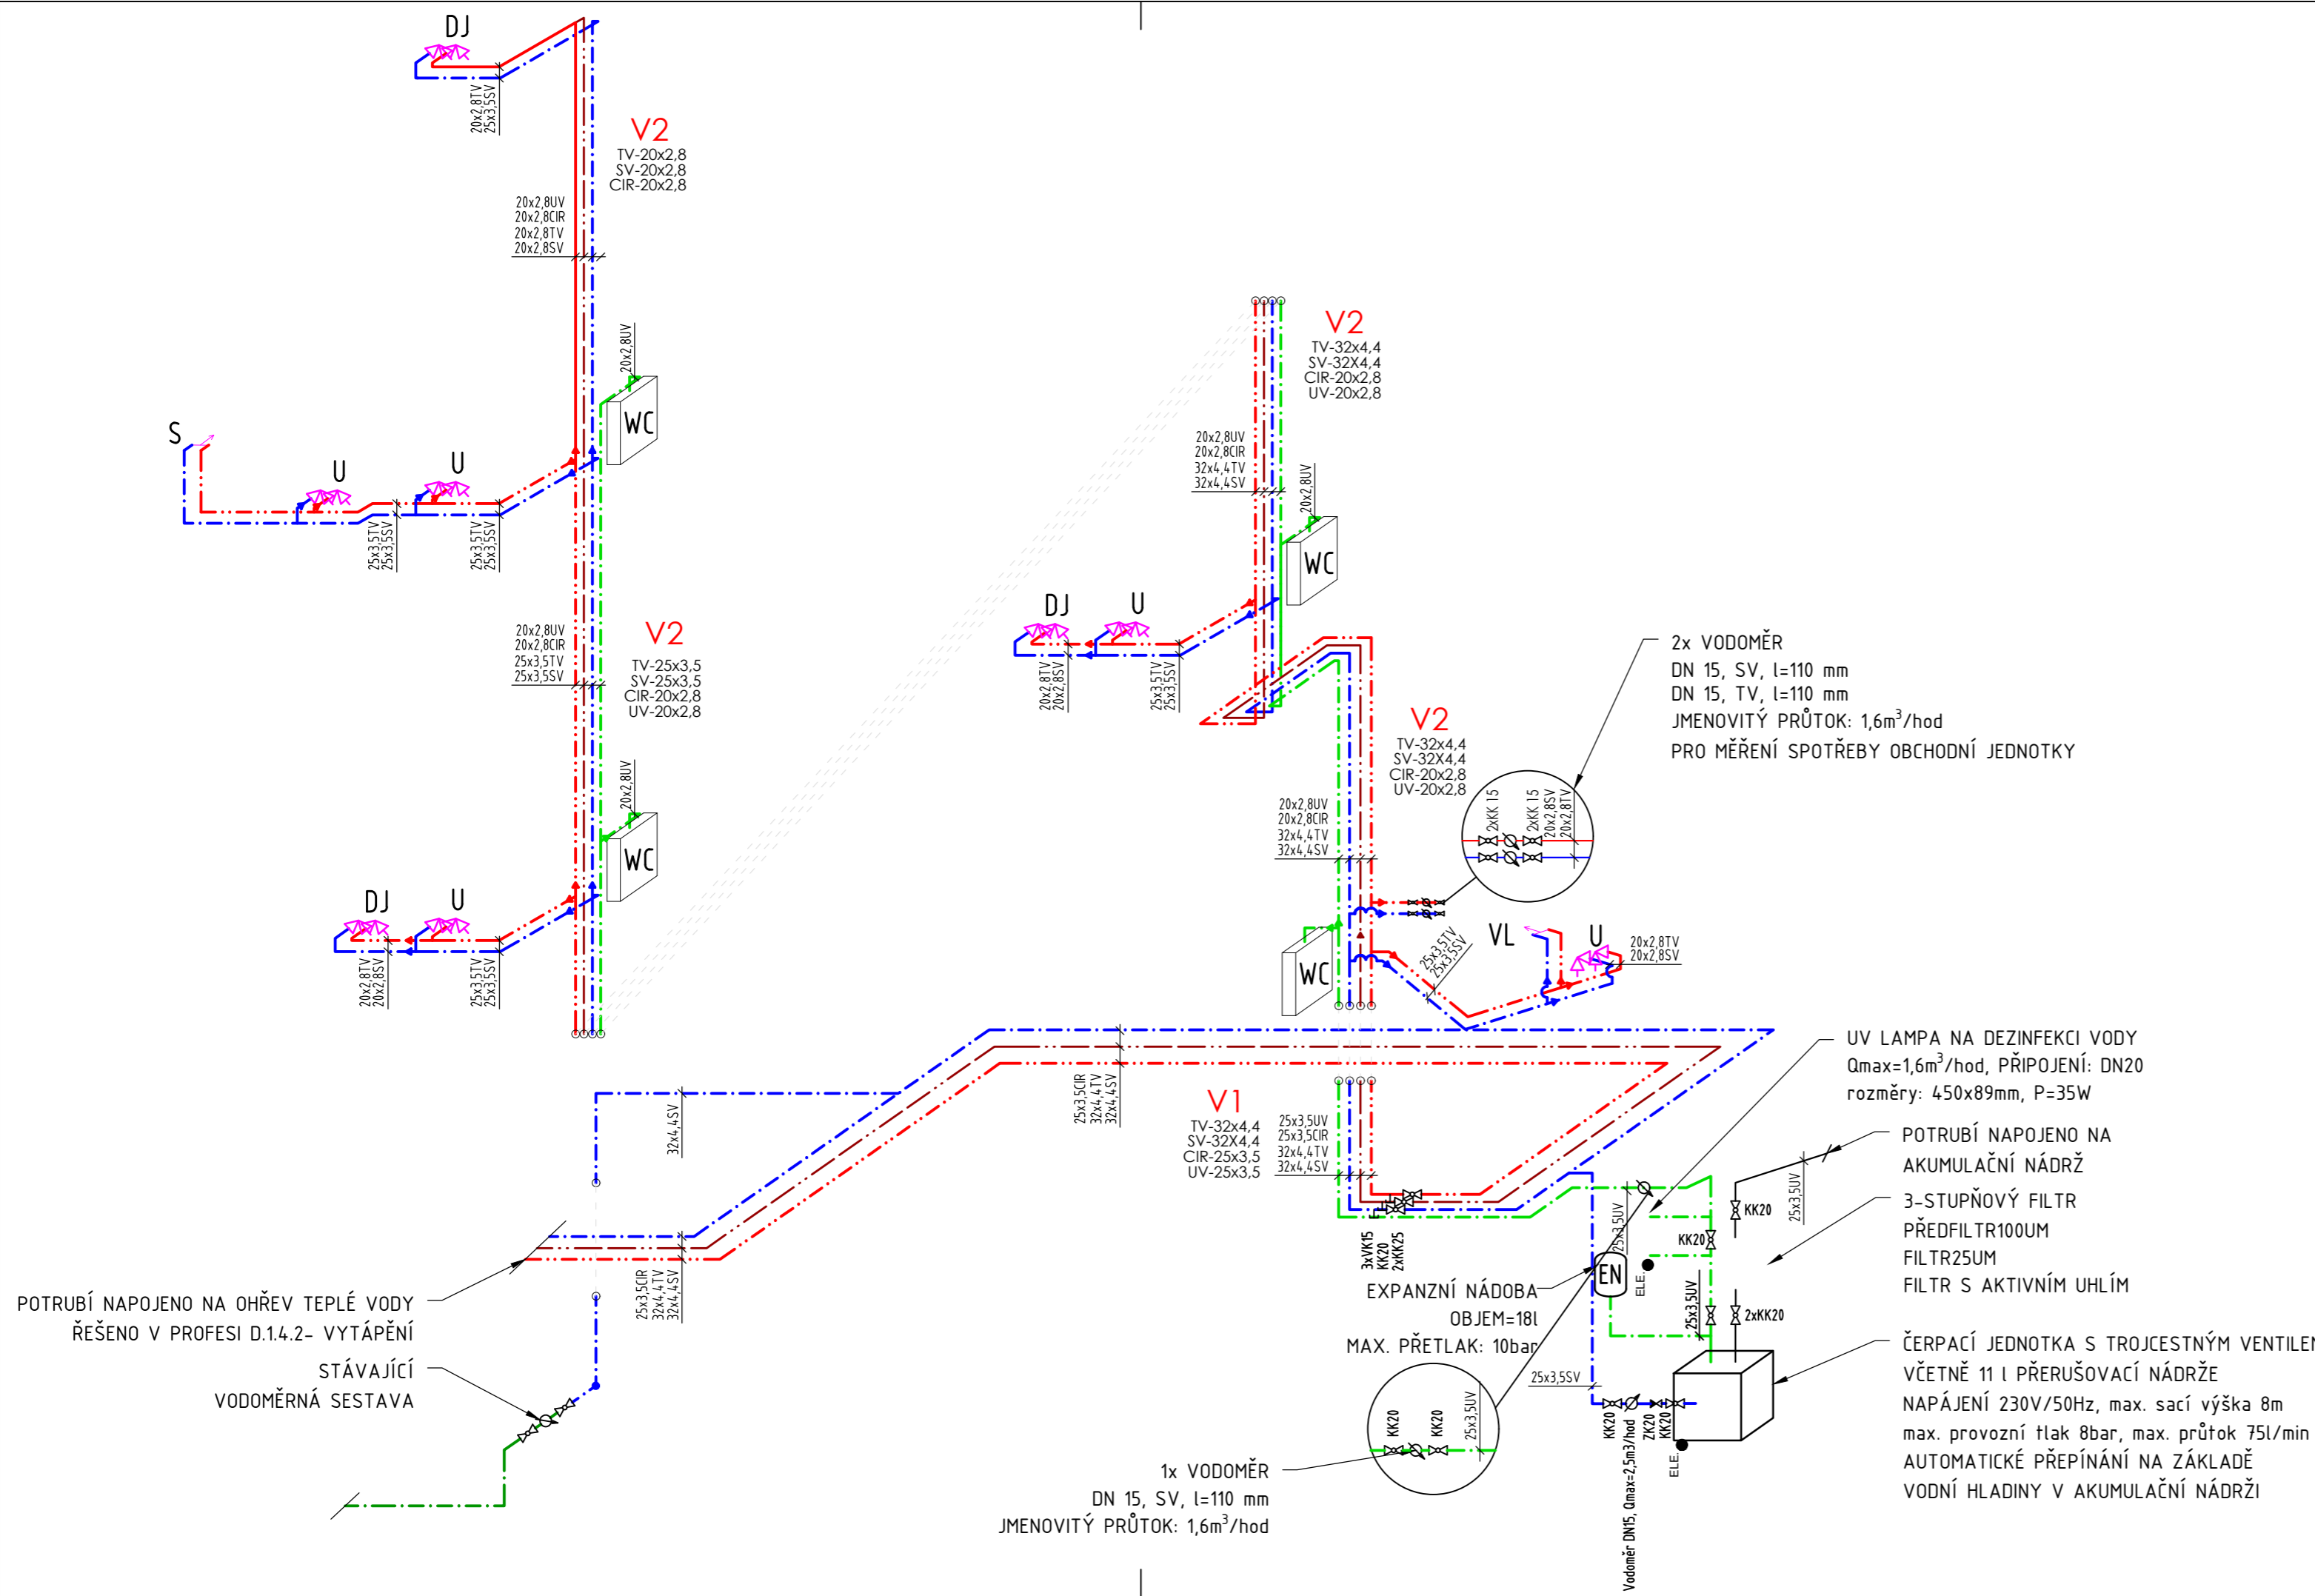 DJ
20x2,8TV
25x3,5SV
V2
TV-20x2,8
SV-20x2,8
CIR-20x2,8
20x2,8UV
20x2,8CIR
20x2,8TV
20x2,8SV
20x2,8UV
WC
S
U
U
25x3,5TV
25x3,5SV
25x3,5TV
25x3,5SV
20x2,8UV
20x2,8CIR
25x3,5TV
25x3,5SV
V2
TV-25x3,5
SV-25x3,5
CIR-20x2,8
UV-20x2,8
20x2,8UV
WC
DJ
U
20x2,8TV
20x2,8SV
25x3,5TV
25x3,5SV
V2
TV-32x4,4
SV-32X4,4
CIR-20x2,8
UV-20x2,8
20x2,8UV
20x2,8CIR
32x4,4TV
32x4,4SV
20x2,8UV
WC
DJ
U
20x2,8TV
20x2,8SV
25x3,5TV
25x3,5SV
2x VODOMĚR
DN 15, SV, l=110 mm
DN 15, TV, l=110 mm
JMENOVITÝ PRŮTOK: 1,6m³/hod
PRO MĚŘENÍ SPOTŘEBY OBCHODNÍ JEDNOTKY
V2
TV-32x4,4
SV-32X4,4
CIR-20x2,8
UV-20x2,8
20x2,8UV
20x2,8CIR
32x4,4TV
32x4,4SV
2xKK 15
2xKK 15
20x2,8SV
20x2,8TV
WC
25x3,5TV
25x3,5SV
VL
U
20x2,8TV
20x2,8SV
UV LAMPA NA DEZINFEKCI VODY
Qmax=1,6m³/hod, PŘIPOJENÍ: DN20
rozměry: 450x89mm, P=35W
32x4,4SV
25x3,5CIR
32x4,4TV
32x4,4SV
V1
TV-32x4,4
SV-32X4,4
CIR-25x3,5
UV-25x3,5
25x3,5UV
25x3,5CIR
32x4,4TV
32x4,4SV
POTRUBÍ NAPOJENO NA
AKUMULAČNÍ NÁDRŽ
25x3,5UV
KK20
KK20
3-STUPŇOVÝ FILTR
PŘEDFILTR100UM
FILTR25UM
FILTR S AKTIVNÍM UHLÍM
3xVK15
KK20
2xKK25
25x3,5UV
EN
ELE.
25x3,5UV
2xKK20
EXPANZNÍ NÁDOBA
OBJEM=18l
MAX. PŘETLAK: 10bar
25x3,5CIR
32x4,4TV
32x4,4SV
POTRUBÍ NAPOJENO NA OHŘEV TEPLÉ VODY
ŘEŠENO V PROFESI D.1.4.2- VYTÁPĚNÍ
STÁVAJÍCÍ
VODOMĚRNÁ SESTAVA
ČERPACÍ JEDNOTKA S TROJCESTNÝM VENTILEM
VČETNĚ 11 l PŘERUŠOVACÍ NÁDRŽE
NAPÁJENÍ 230V/50Hz, max. sací výška 8m
max. provozní tlak 8bar, max. průtok 75l/min
AUTOMATICKÉ PŘEPÍNÁNÍ NA ZÁKLADĚ
VODNÍ HLADINY V AKUMULAČNÍ NÁDRŽI
25x3,5SV
KK20
Vodoměr DN15, Qmax=2,5m3/hod
ZK20
KK20
ELE.
KK20
KK20
25x3,5UV
1x VODOMĚR
DN 15, SV, l=110 mm
JMENOVITÝ PRŮTOK: 1,6m³/hod